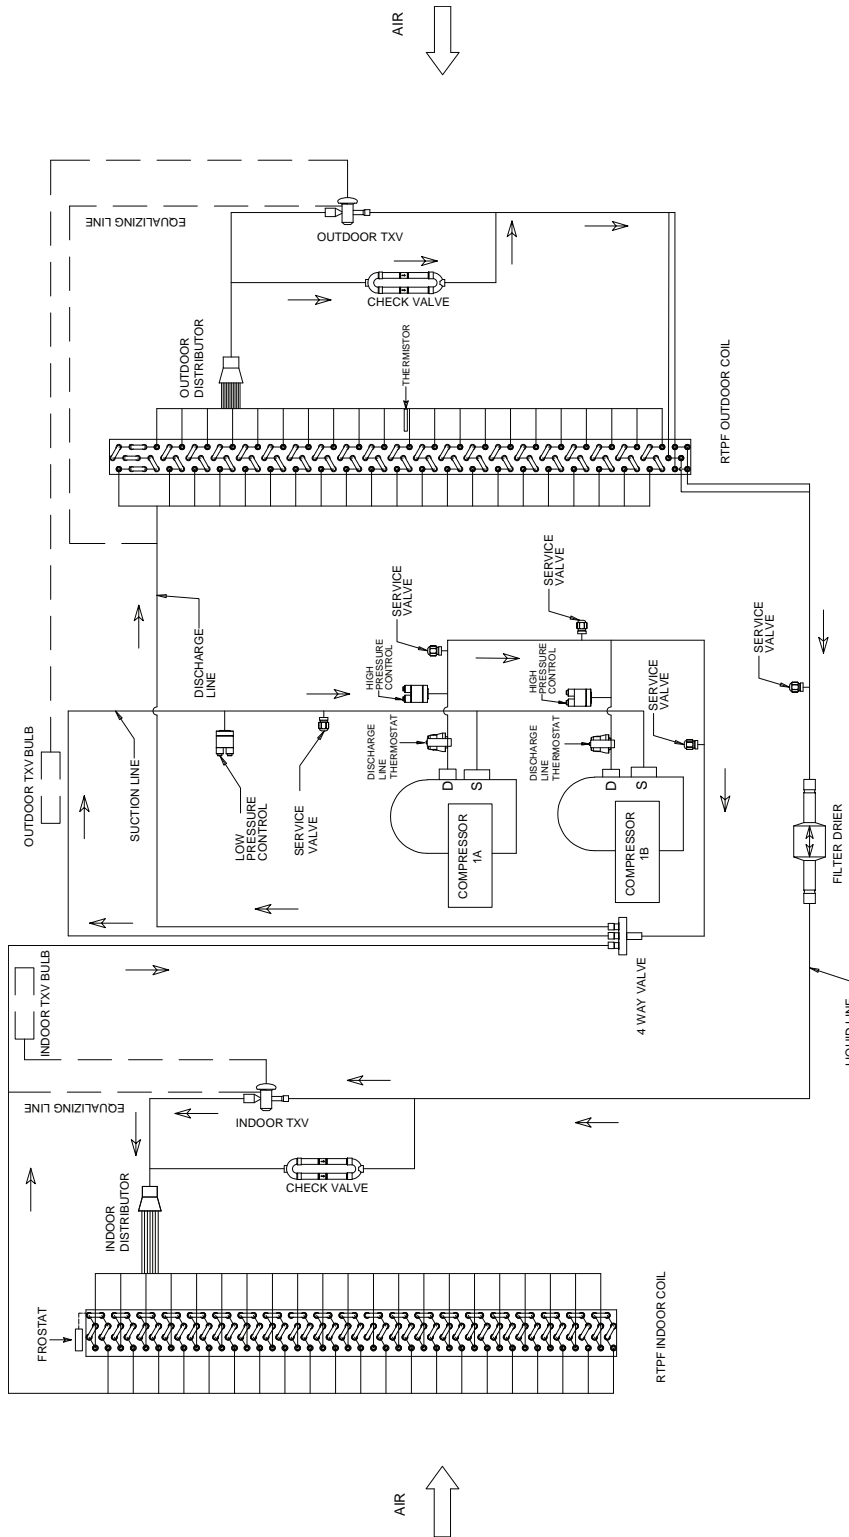 AIR
FROSTAT
RTPF INDOOR COIL
INDOOR
DISTRIBUTOR
CHECK VALVE
INDOOR TXV
EQUALIZING LINE
INDOOR TXV BULB
OUTDOOR TXV BULB
SUCTION LINE
DISCHARGE
LINE
LOW
PRESSURE
CONTROL
SERVICE
VALVE
4 WAY VALVE
COMPRESSOR
1A
D
S
DISCHARGE
LINE
THERMOSTAT
HIGH
PRESSURE
CONTROL
SERVICE
VALVE
COMPRESSOR
1B
D
S
DISCHARGE
LINE
THERMOSTAT
HIGH
PRESSURE
CONTROL
SERVICE
VALVE
SERVICE
VALVE
SERVICE
VALVE
LIQUID LINE
FILTER DRIER
RTPF OUTDOOR COIL
THERMISTOR
OUTDOOR
DISTRIBUTOR
CHECK VALVE
OUTDOOR TXV
EQUALIZING LINE
AIR